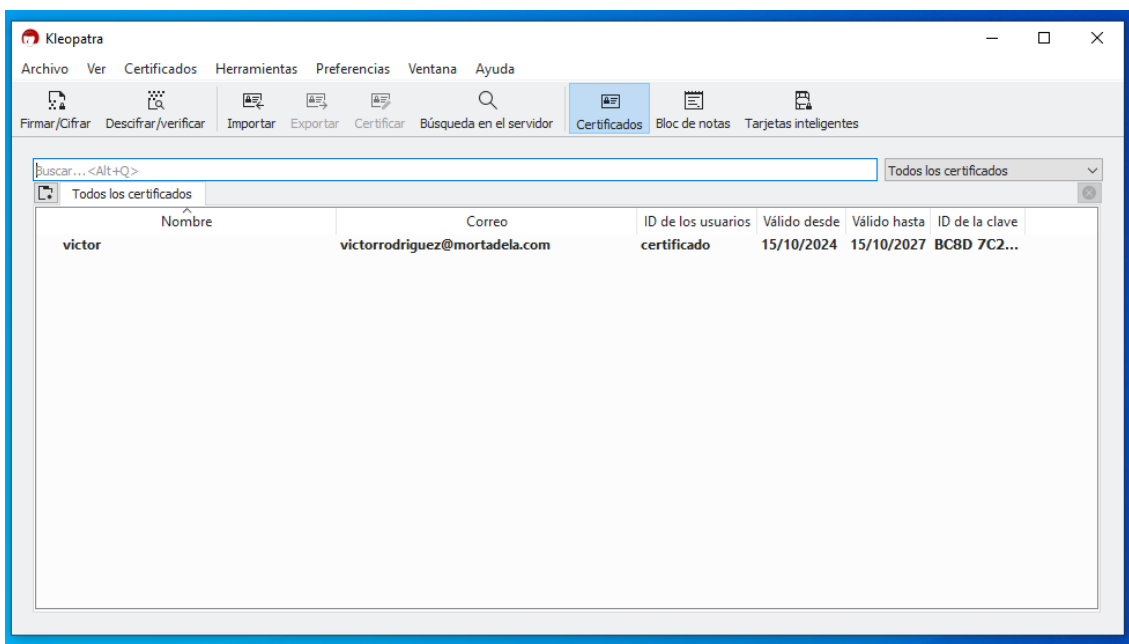 Kleopatra
Archivo Ver Certificados Herramientas Preferencias Ventana Ayuda
Firmar/Cifrar Descifrar/verificar Importar Exportar Certificar Búsqueda en el servidor Certificados Bloc de notas Tarjetas inteligentes
Buscar...<Alt+Q> Todos los certificados
Todos los certificados
Nombre Correo ID de los usuarios Válido desde Válido hasta ID de la clave
victor victorrodriguez@mortadela.com certificado 15/10/2024 15/10/2027 BC8D 7C2...